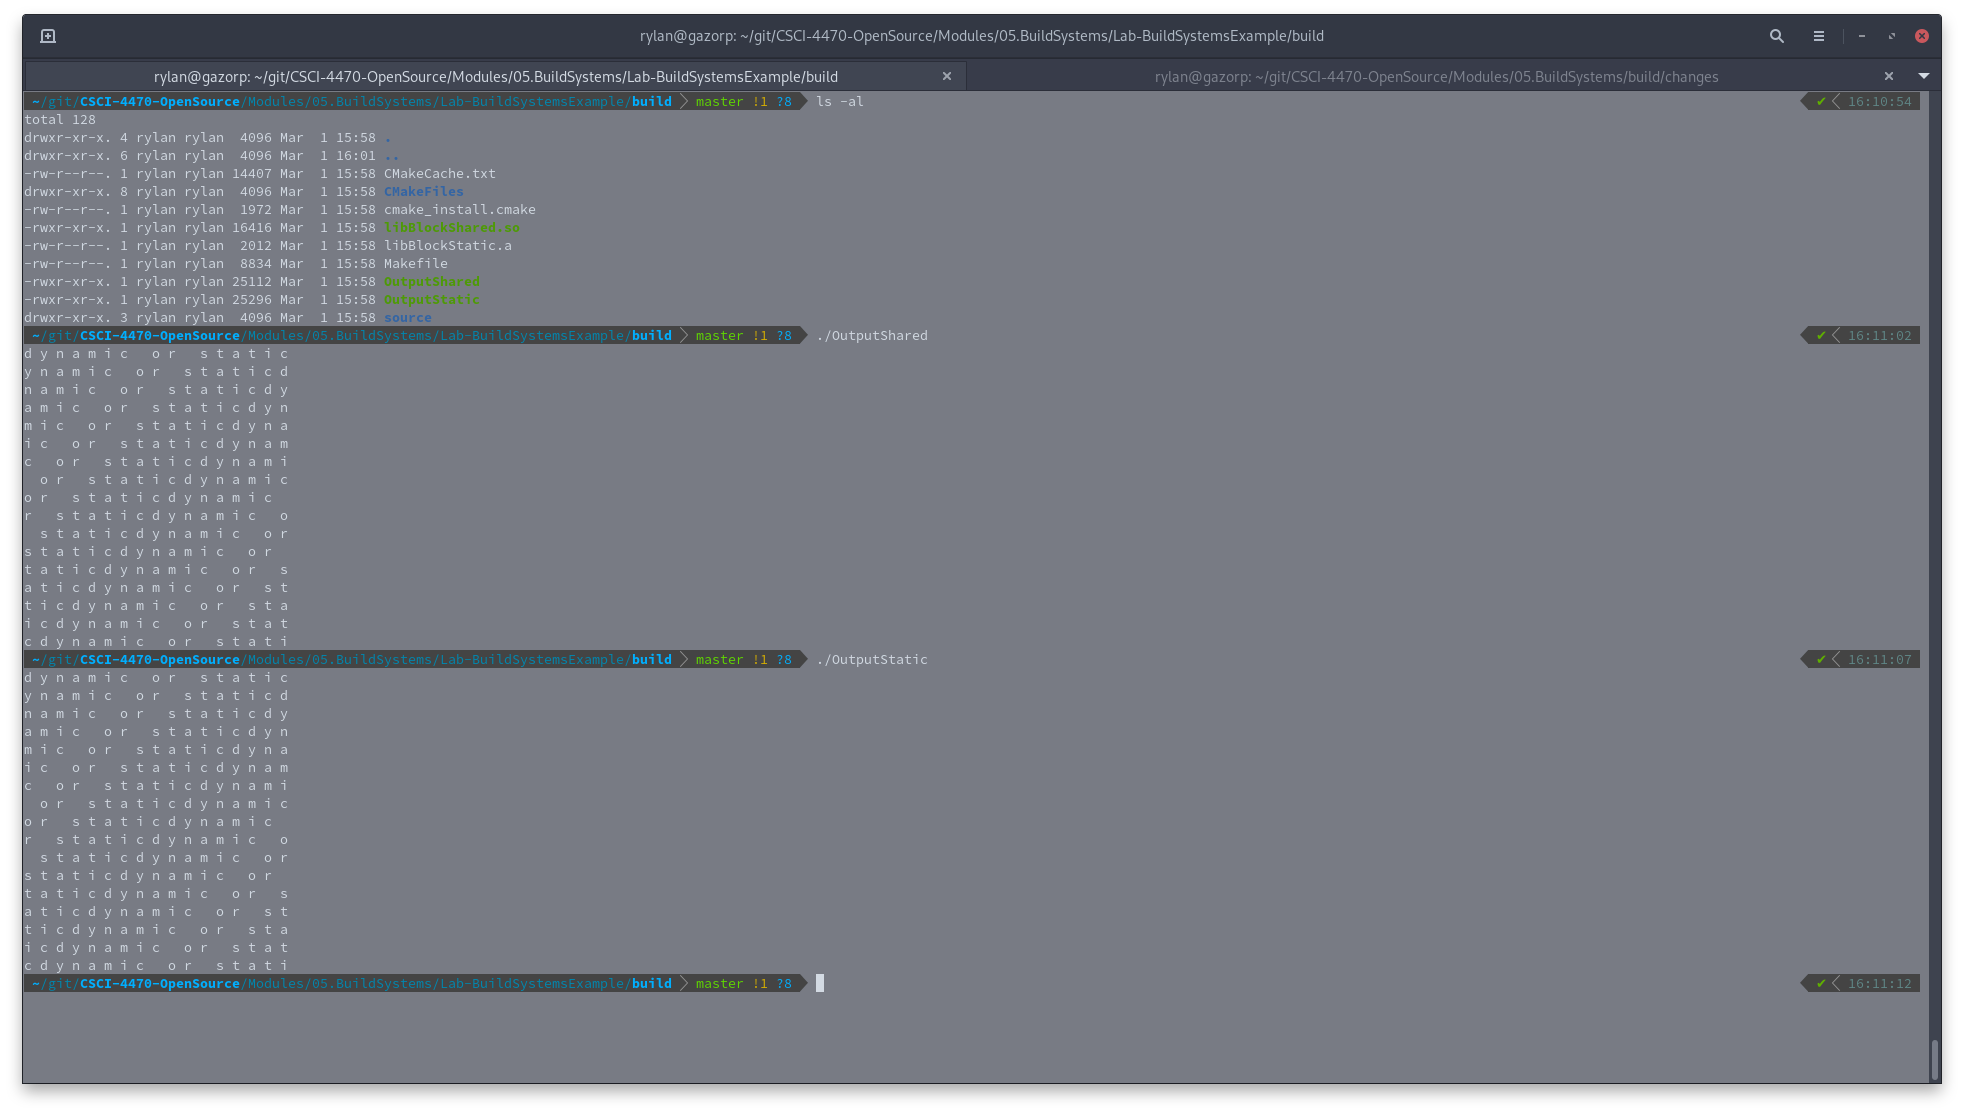 rylan@gazorp: ~/git/CSCI-4470-OpenSource/Modules/05.BuildSystems/Lab-BuildSystemsExample/build
rylan@gazorp: ~/git/CSCI-4470-OpenSource/Modules/05.BuildSystems/Lab-BuildSystemsExample/build rylan@gazorp: ~/git/CSCI-4470-OpenSource/Modules/05.BuildSystems/build/changes
~/git/CSCI-4470-OpenSource/Modules/05.BuildSystems/Lab-BuildSystemsExample/build master !1 ?8 ls -al ✔ 16:10:54
total 128
drwxr-xr-x. 4 rylan rylan  4096 Mar  1 15:58 .
drwxr-xr-x. 6 rylan rylan  4096 Mar  1 16:01 ..
-rw-r--r--. 1 rylan rylan 14407 Mar  1 15:58 CMakeCache.txt
drwxr-xr-x. 8 rylan rylan  4096 Mar  1 15:58 CMakeFiles
-rw-r--r--. 1 rylan rylan  1972 Mar  1 15:58 cmake_install.cmake
-rwxr-xr-x. 1 rylan rylan 16416 Mar  1 15:58 libBlockShared.so
-rw-r--r--. 1 rylan rylan  2012 Mar  1 15:58 libBlockStatic.a
-rw-r--r--. 1 rylan rylan  8834 Mar  1 15:58 Makefile
-rwxr-xr-x. 1 rylan rylan 25112 Mar  1 15:58 OutputShared
-rwxr-xr-x. 1 rylan rylan 25296 Mar  1 15:58 OutputStatic
drwxr-xr-x. 3 rylan rylan  4096 Mar  1 15:58 source
~/git/CSCI-4470-OpenSource/Modules/05.BuildSystems/Lab-BuildSystemsExample/build master !1 ?8 ./OutputShared ✔ 16:11:02
d y n a m i c   o r   s t a t i c
y n a m i c   o r   s t a t i c d
n a m i c   o r   s t a t i c d y
a m i c   o r   s t a t i c d y n
m i c   o r   s t a t i c d y n a
i c   o r   s t a t i c d y n a m
c   o r   s t a t i c d y n a m i
  o r   s t a t i c d y n a m i c
o r   s t a t i c d y n a m i c
r   s t a t i c d y n a m i c   o
  s t a t i c d y n a m i c   o r
s t a t i c d y n a m i c   o r
t a t i c d y n a m i c   o r   s
a t i c d y n a m i c   o r   s t
t i c d y n a m i c   o r   s t a
i c d y n a m i c   o r   s t a t
c d y n a m i c   o r   s t a t i
~/git/CSCI-4470-OpenSource/Modules/05.BuildSystems/Lab-BuildSystemsExample/build master !1 ?8 ./OutputStatic ✔ 16:11:07
d y n a m i c   o r   s t a t i c
y n a m i c   o r   s t a t i c d
n a m i c   o r   s t a t i c d y
a m i c   o r   s t a t i c d y n
m i c   o r   s t a t i c d y n a
i c   o r   s t a t i c d y n a m
c   o r   s t a t i c d y n a m i
  o r   s t a t i c d y n a m i c
o r   s t a t i c d y n a m i c
r   s t a t i c d y n a m i c   o
  s t a t i c d y n a m i c   o r
s t a t i c d y n a m i c   o r
t a t i c d y n a m i c   o r   s
a t i c d y n a m i c   o r   s t
t i c d y n a m i c   o r   s t a
i c d y n a m i c   o r   s t a t
c d y n a m i c   o r   s t a t i
~/git/CSCI-4470-OpenSource/Modules/05.BuildSystems/Lab-BuildSystemsExample/build master !1 ?8 ✔ 16:11:12